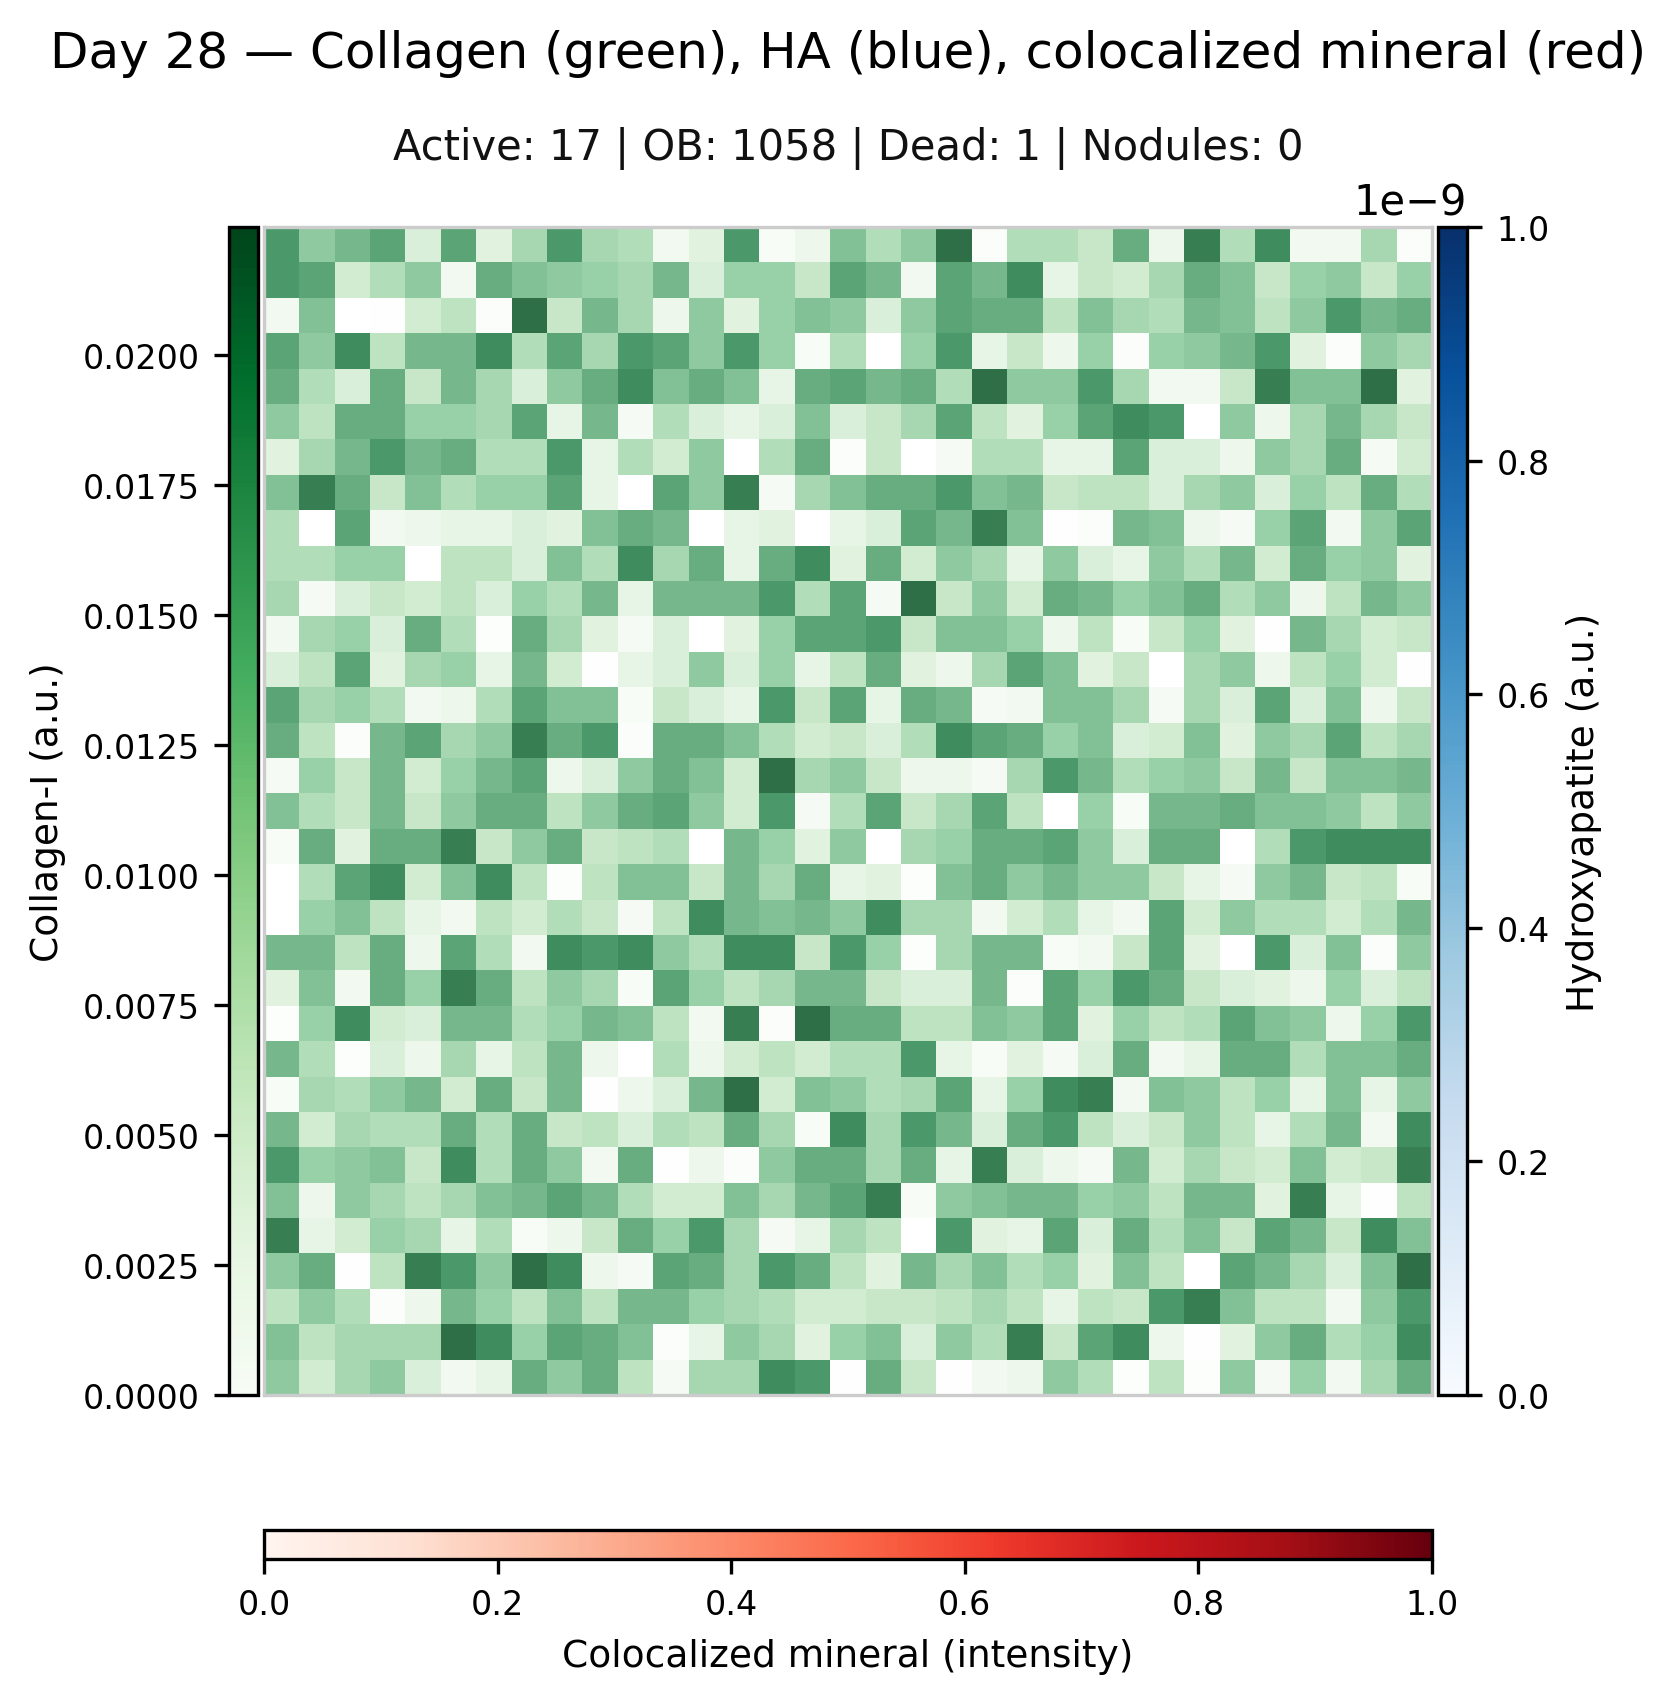 Day 28 — Collagen (green), HA (blue), colocalized mineral (red)
Active: 17 | OB: 1058 | Dead: 1 | Nodules: 0
1e−9
Collagen-I (a.u.)
0.0200
0.0175
0.0150
0.0125
0.0100
0.0075
0.0050
0.0025
0.0000
1.0
0.8
0.6
0.4
0.2
0.0
Hydroxyapatite (a.u.)
0.0 0.2 0.4 0.6 0.8 1.0
Colocalized mineral (intensity)